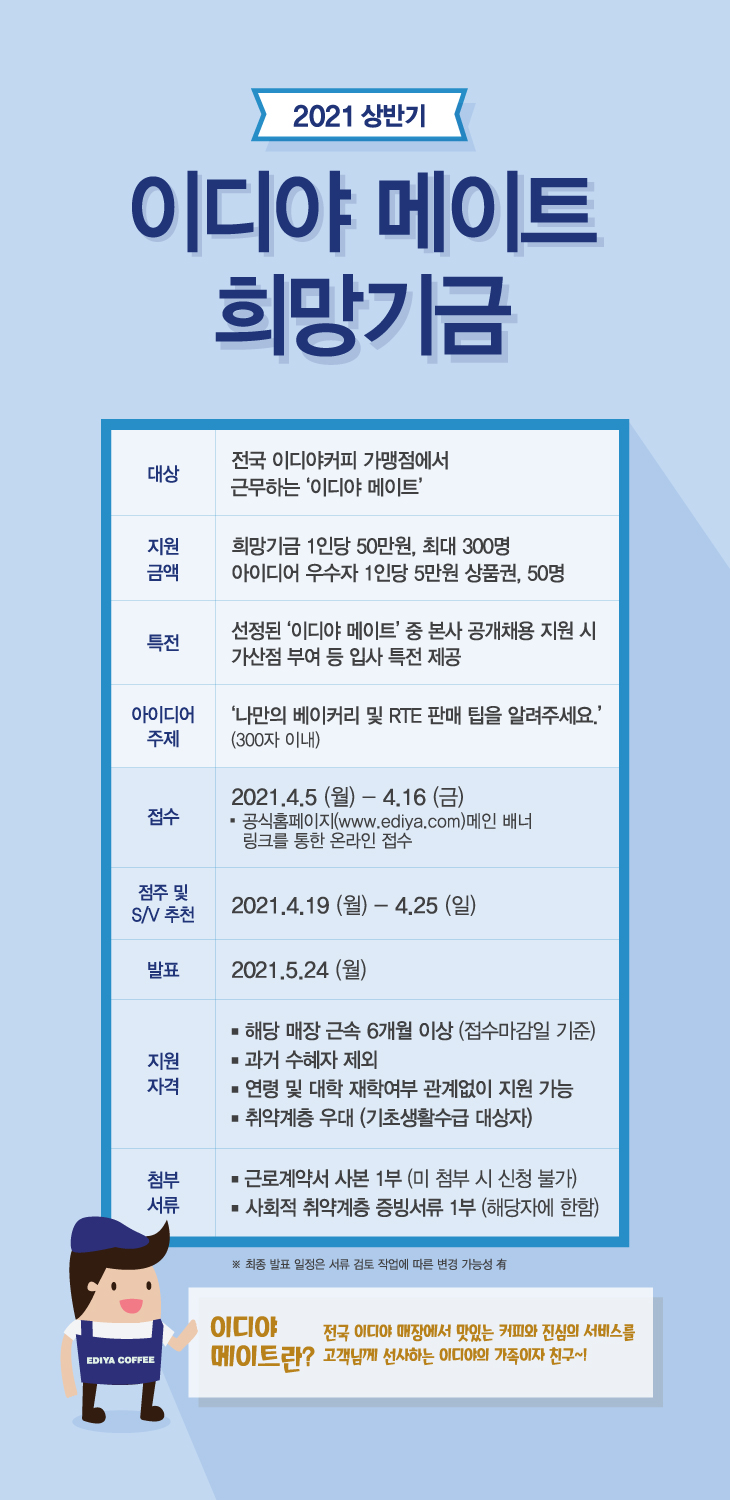 2021 상반기
이디야 메이트
희망기금
대상
전국 이디야커피 가맹점에서
근무하는 ‘이디야 메이트’
지원
금액
희망기금 1인당 50만원, 최대 300명
아이디어 우수자 1인당 5만원 상품권, 50명
특전
선정된 ‘이디야 메이트’ 중 본사 공개채용 지원 시
가산점 부여 등 입사 특전 제공
아이디어
주제
‘나만의 베이커리 및 RTE 판매 팁을 알려주세요.’
(300자 이내)
접수
2021.4.5 (월) – 4.16 (금)
▪ 공식홈페이지(www.ediya.com)메인 배너
링크를 통한 온라인 접수
점주 및
S/V 추천
2021.4.19 (월) – 4.25 (일)
발표
2021.5.24 (월)
지원
자격
▪ 해당 매장 근속 6개월 이상 (접수마감일 기준)
▪ 과거 수혜자 제외
▪ 연령 및 대학 재학여부 관계없이 지원 가능
▪ 취약계층 우대 (기초생활수급 대상자)
첨부
서류
▪ 근로계약서 사본 1부 (미 첨부 시 신청 불가)
▪ 사회적 취약계층 증빙서류 1부 (해당자에 한함)
※ 최종 발표 일정은 서류 검토 작업에 따른 변경 가능성 有
이디야
메이트란?
전국 이디야 매장에서 맛있는 커피와 진심의 서비스를
고객님께 선사하는 이디야의 가족이자 친구~!
EDIYA COFFEE